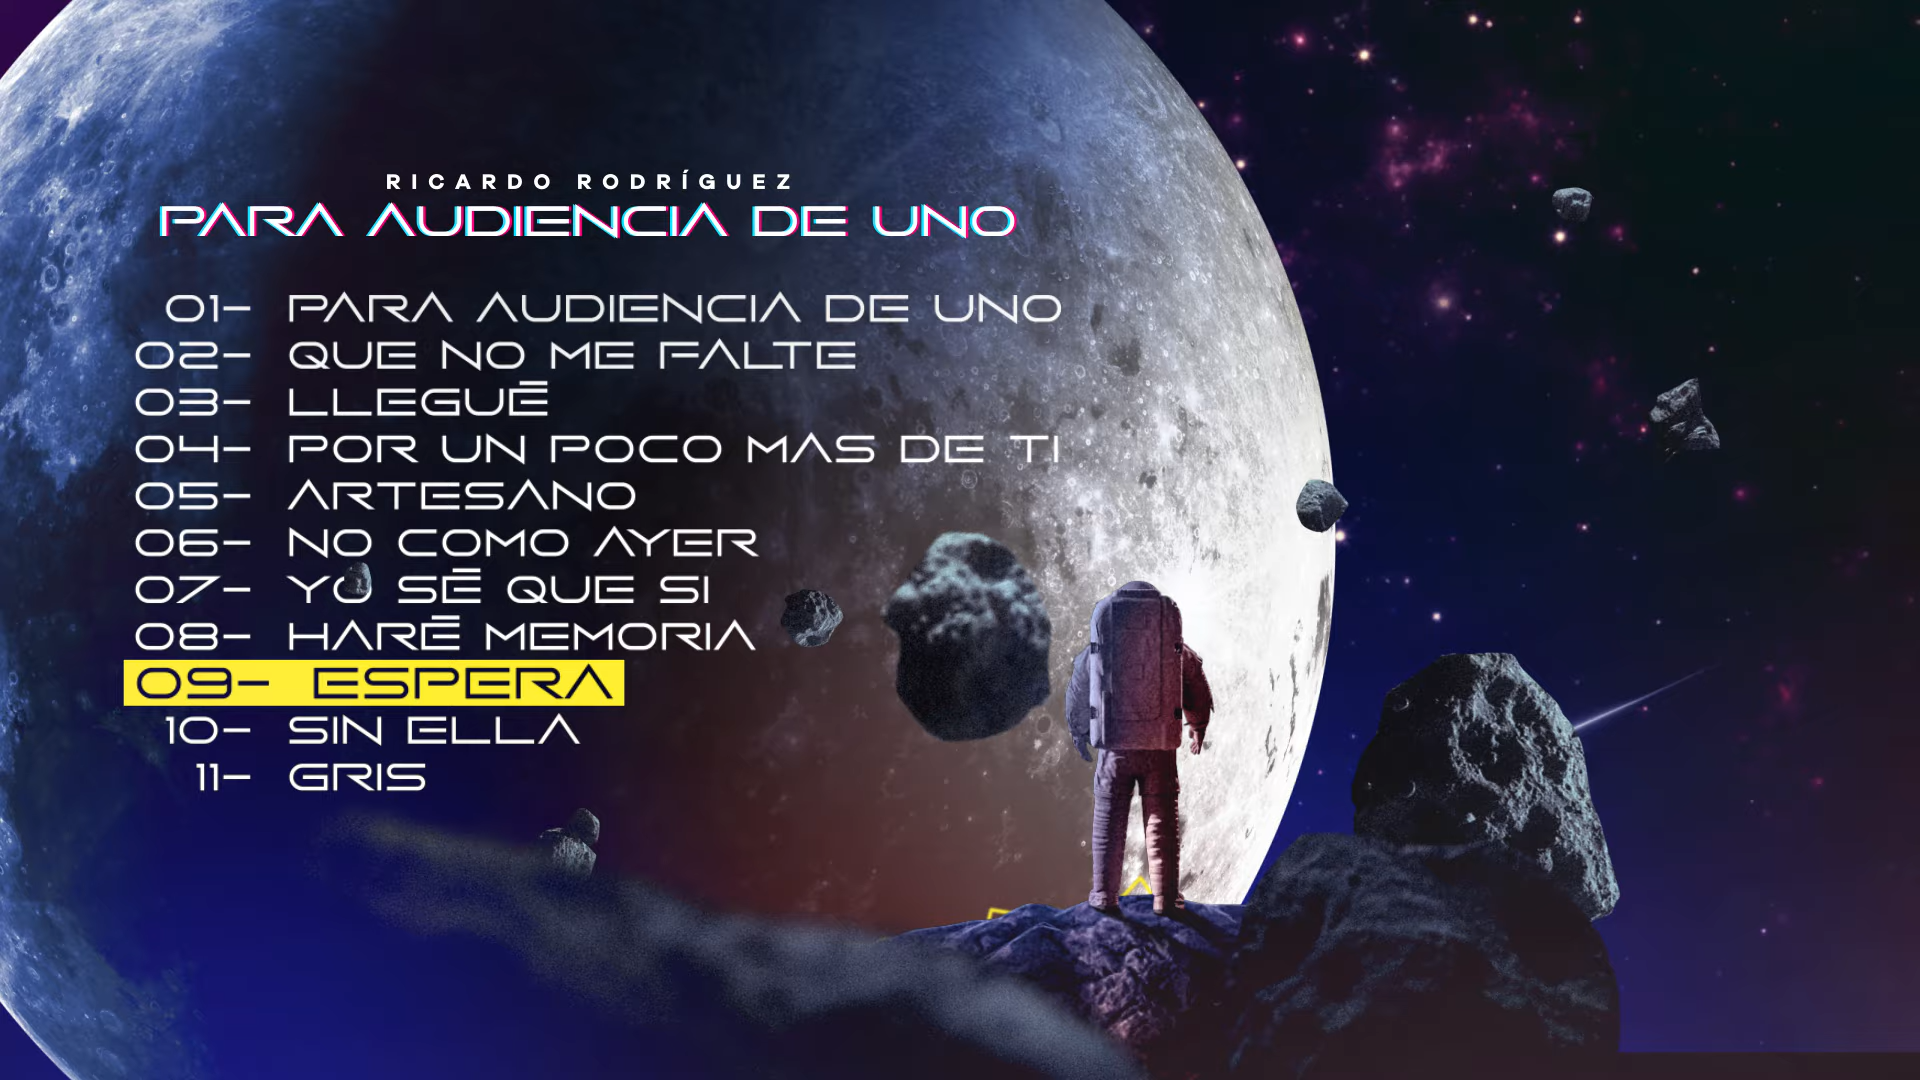 RICARDO RODRÍGUEZ
PARA AUDIENCIA DE UNO
01- PARA AUDIENCIA DE UNO
02- QUE NO ME FALTE
03- LLEGUÉ
04- POR UN POCO MAS DE TI
05- ARTESANO
06- NO COMO AYER
07- YO SÉ QUE SI
08- HARÉ MEMORIA
09- ESPERA
10- SIN ELLA
11- GRIS